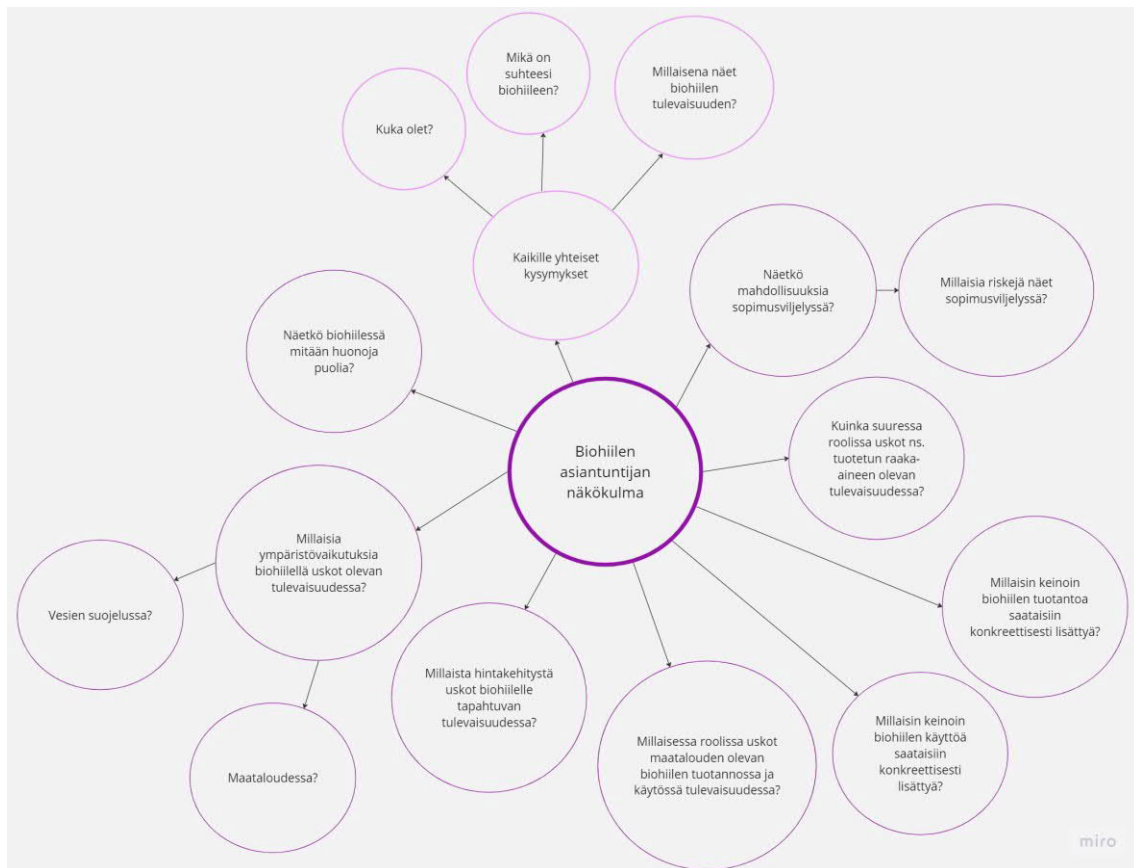 Mikä on
suhteesi
biohiileen?
Millaisena näet
biohiilen
tulevaisuuden?
Kuka olet?
Kaikille yhteiset
kysymykset
Näetkö
mahdollisuuksia
sopimusviljelyssä?
Millaisia riskejä näet
sopimusviljelyssä?
Näetkö biohiilessä
mitään huonoja
puolia?
Kuinka suuressa
roolissa uskot ns.
tuotetun raaka-
aineen olevan
tulevaisuudessa?
Biohiilen
asiantuntijan
näkökulma
Millaisia
ympäristövaikutuksia
biohiilellä uskot olevan
tulevaisuudessa?
Vesien suojelussa?
Maataloudessa?
Millaista hintakehitystä
uskot biohiilelle
tapahtuvan
tulevaisuudessa?
Millaisessa roolissa uskot
maatalouden olevan
biohiilen tuotannossa ja
käytössä tulevaisuudessa?
Millaisin keinoin
biohiilen käyttöä
saataisiin
konkreettisesti
lisättyä?
Millaisin keinoin
biohiilen tuotantoa
saataisiin
konkreettisesti lisättyä?
miro